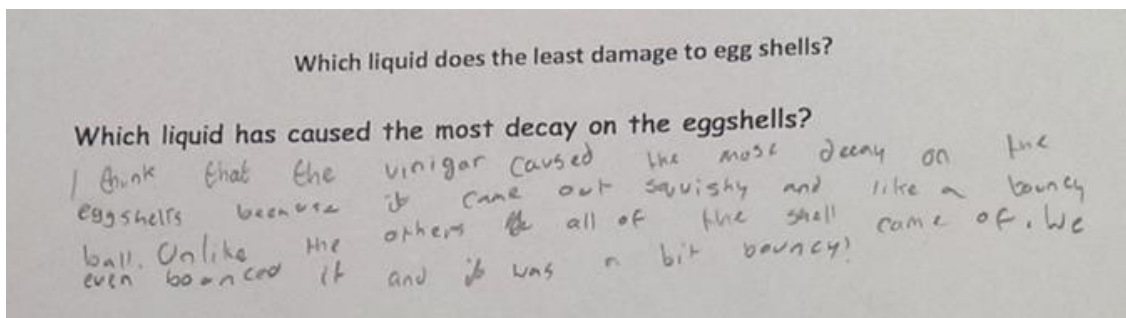 Which liquid does the least damage to egg shells?
Which liquid has caused the most decay on the eggshells?
I think that the vinigar caused the most decay on the
eggshells because it came out squishy and like a bouncy
ball. Unlike the others all of the shell came of. We
even boanced it and it was a bit bouncy!